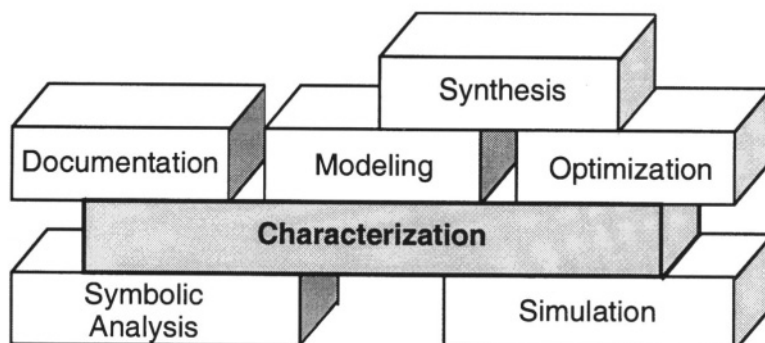 Synthesis
Documentation
Modeling
Optimization
Characterization
Symbolic
Analysis
Simulation